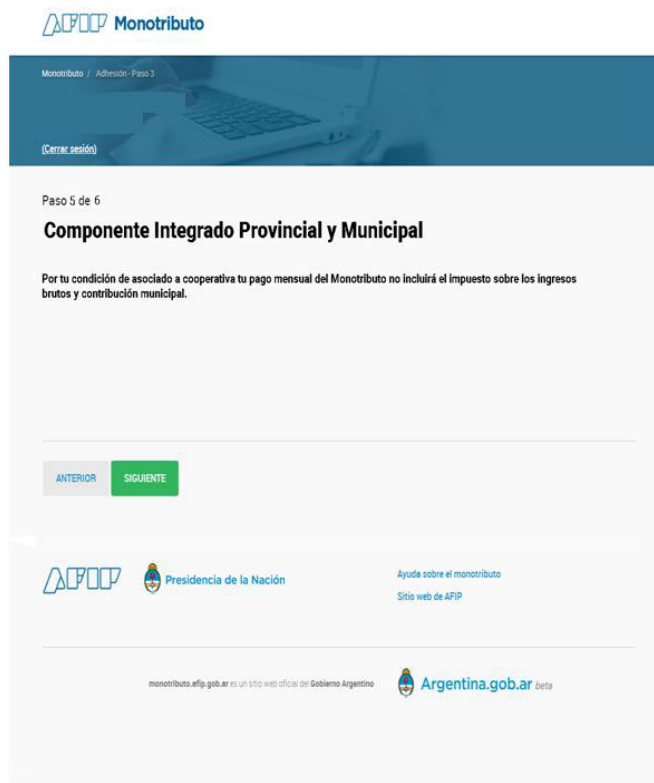 AFIP Monotributo
Monotributo / Adhesión - Paso 3
(Cerrar sesión)
Paso 5 de 6
Componente Integrado Provincial y Municipal
Por tu condición de asociado a cooperativa tu pago mensual del Monotributo no incluirá el impuesto sobre los ingresos
brutos y contribución municipal.
ANTERIOR SIGUIENTE
AFIP Presidencia de la Nación
Ayuda sobre el monotributo
Sitio web de AFIP
monotributo.afip.gob.ar es un sitio web oficial del Gobierno Argentino
Argentina.gob.ar beta